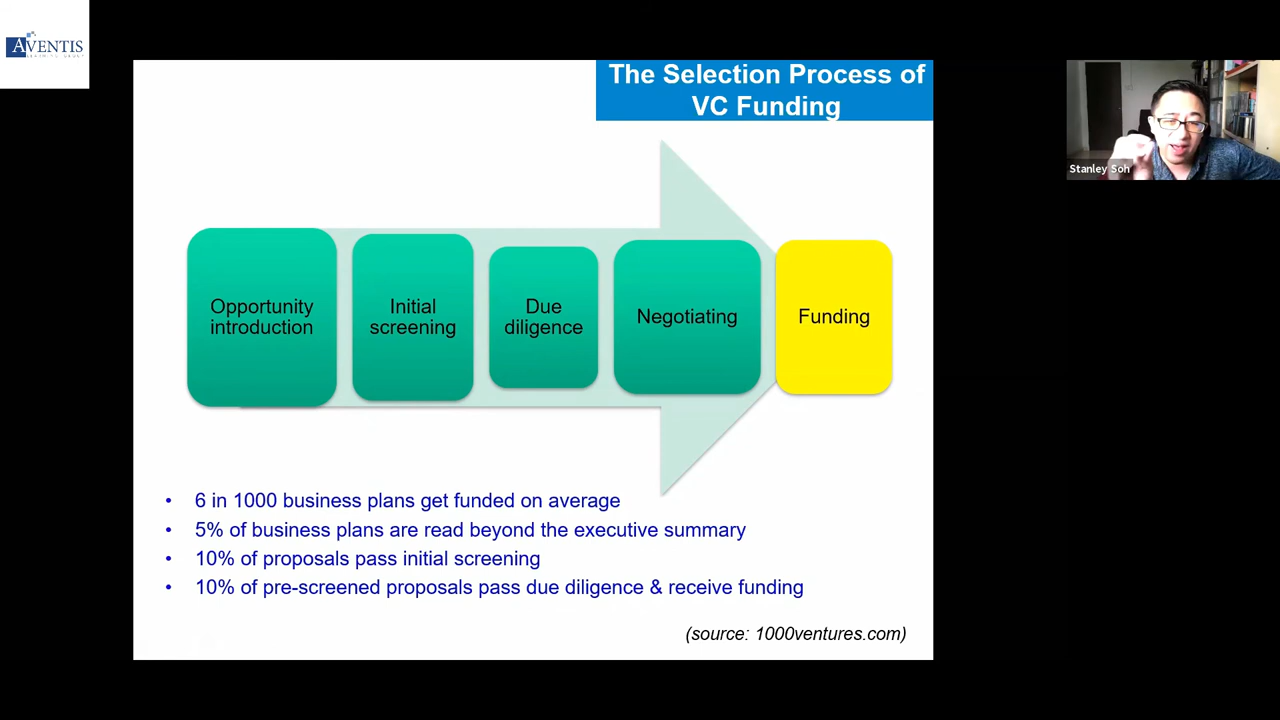 AVENTIS
The Selection Process of
VC Funding
Stanley Soh
Opportunity
introduction
Initial
screening
Due
diligence
Negotiating
Funding
• 6 in 1000 business plans get funded on average
• 5% of business plans are read beyond the executive summary
• 10% of proposals pass initial screening
• 10% of pre-screened proposals pass due diligence & receive funding
(source: 1000ventures.com)